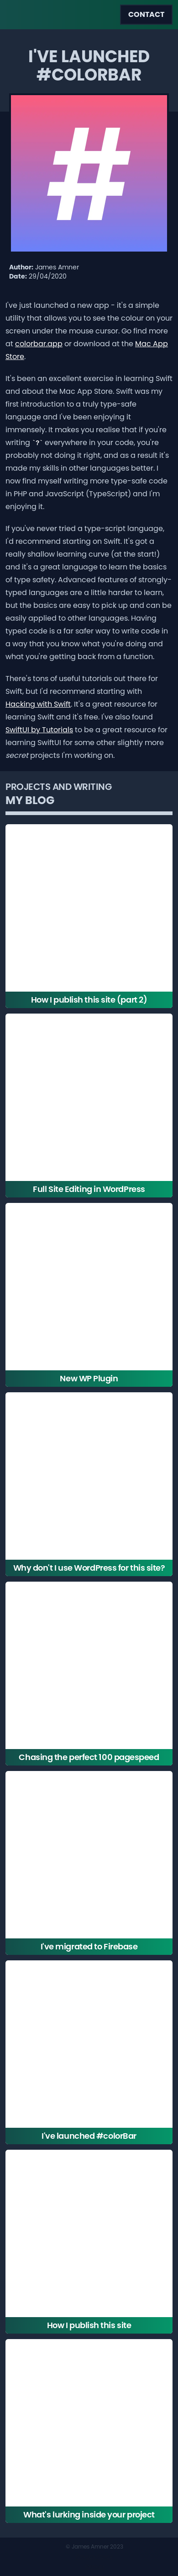 CONTACT
I'VE LAUNCHED
#COLORBAR
#
Author: James Amner
Date: 29/04/2020
I've just launched a new app - it's a simple
utility that allows you to see the colour on your
screen under the mouse cursor. Go find more
at colorbar.app or download at the Mac App
Store.
It's been an excellent exercise in learning Swift
and about the Mac App Store. Swift was my
first introduction to a truly type-safe
language and I've been enjoying it
immensely. It makes you realise that if you're
writing `?` everywhere in your code, you're
probably not doing it right, and as a result it's
made my skills in other languages better. I
now find myself writing more type-safe code
in PHP and JavaScript (TypeScript) and I'm
enjoying it.
If you've never tried a type-script language,
I'd recommend starting on Swift. It's got a
really shallow learning curve (at the start!)
and it's a great language to learn the basics
of type safety. Advanced features of strongly-
typed languages are a little harder to learn,
but the basics are easy to pick up and can be
easily applied to other languages. Having
typed code is a far safer way to write code in
a way that you know what you're doing and
what you're getting back from a function.
There's tons of useful tutorials out there for
Swift, but I'd recommend starting with
Hacking with Swift, it's a great resource for
learning Swift and it's free. I've also found
SwiftUI by Tutorials to be a great resource for
learning SwiftUI for some other slightly more
secret projects I'm working on.
PROJECTS AND WRITING
MY BLOG
How I publish this site (part 2)
Full Site Editing in WordPress
New WP Plugin
Why don't I use WordPress for this site?
Chasing the perfect 100 pagespeed
I've migrated to Firebase
I've launched #colorBar
How I publish this site
What's lurking inside your project
© James Amner 2022